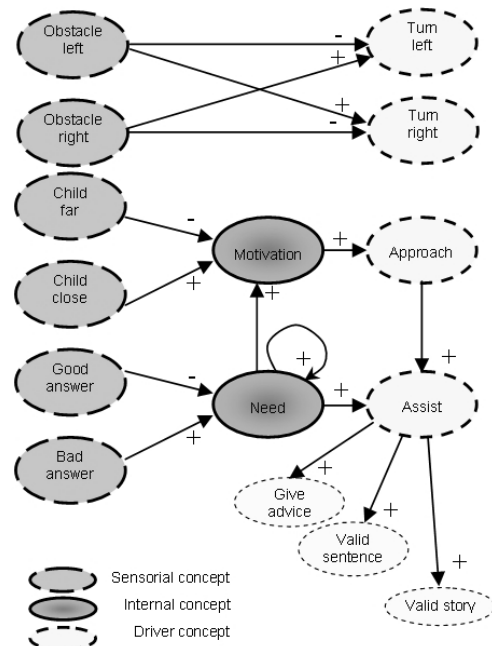 Obstacle
left
-
+
Turn
left
Obstacle
right
+
-
Turn
right
Child
far
-
Motivation
+
Approach
Child
close
+
+
Good
answer
-
+
+
Need
+
Assist
Bad
answer
+
+
Give
advice
+
Valid
sentence
+
Valid story
Sensorial concept
Internal concept
Driver concept